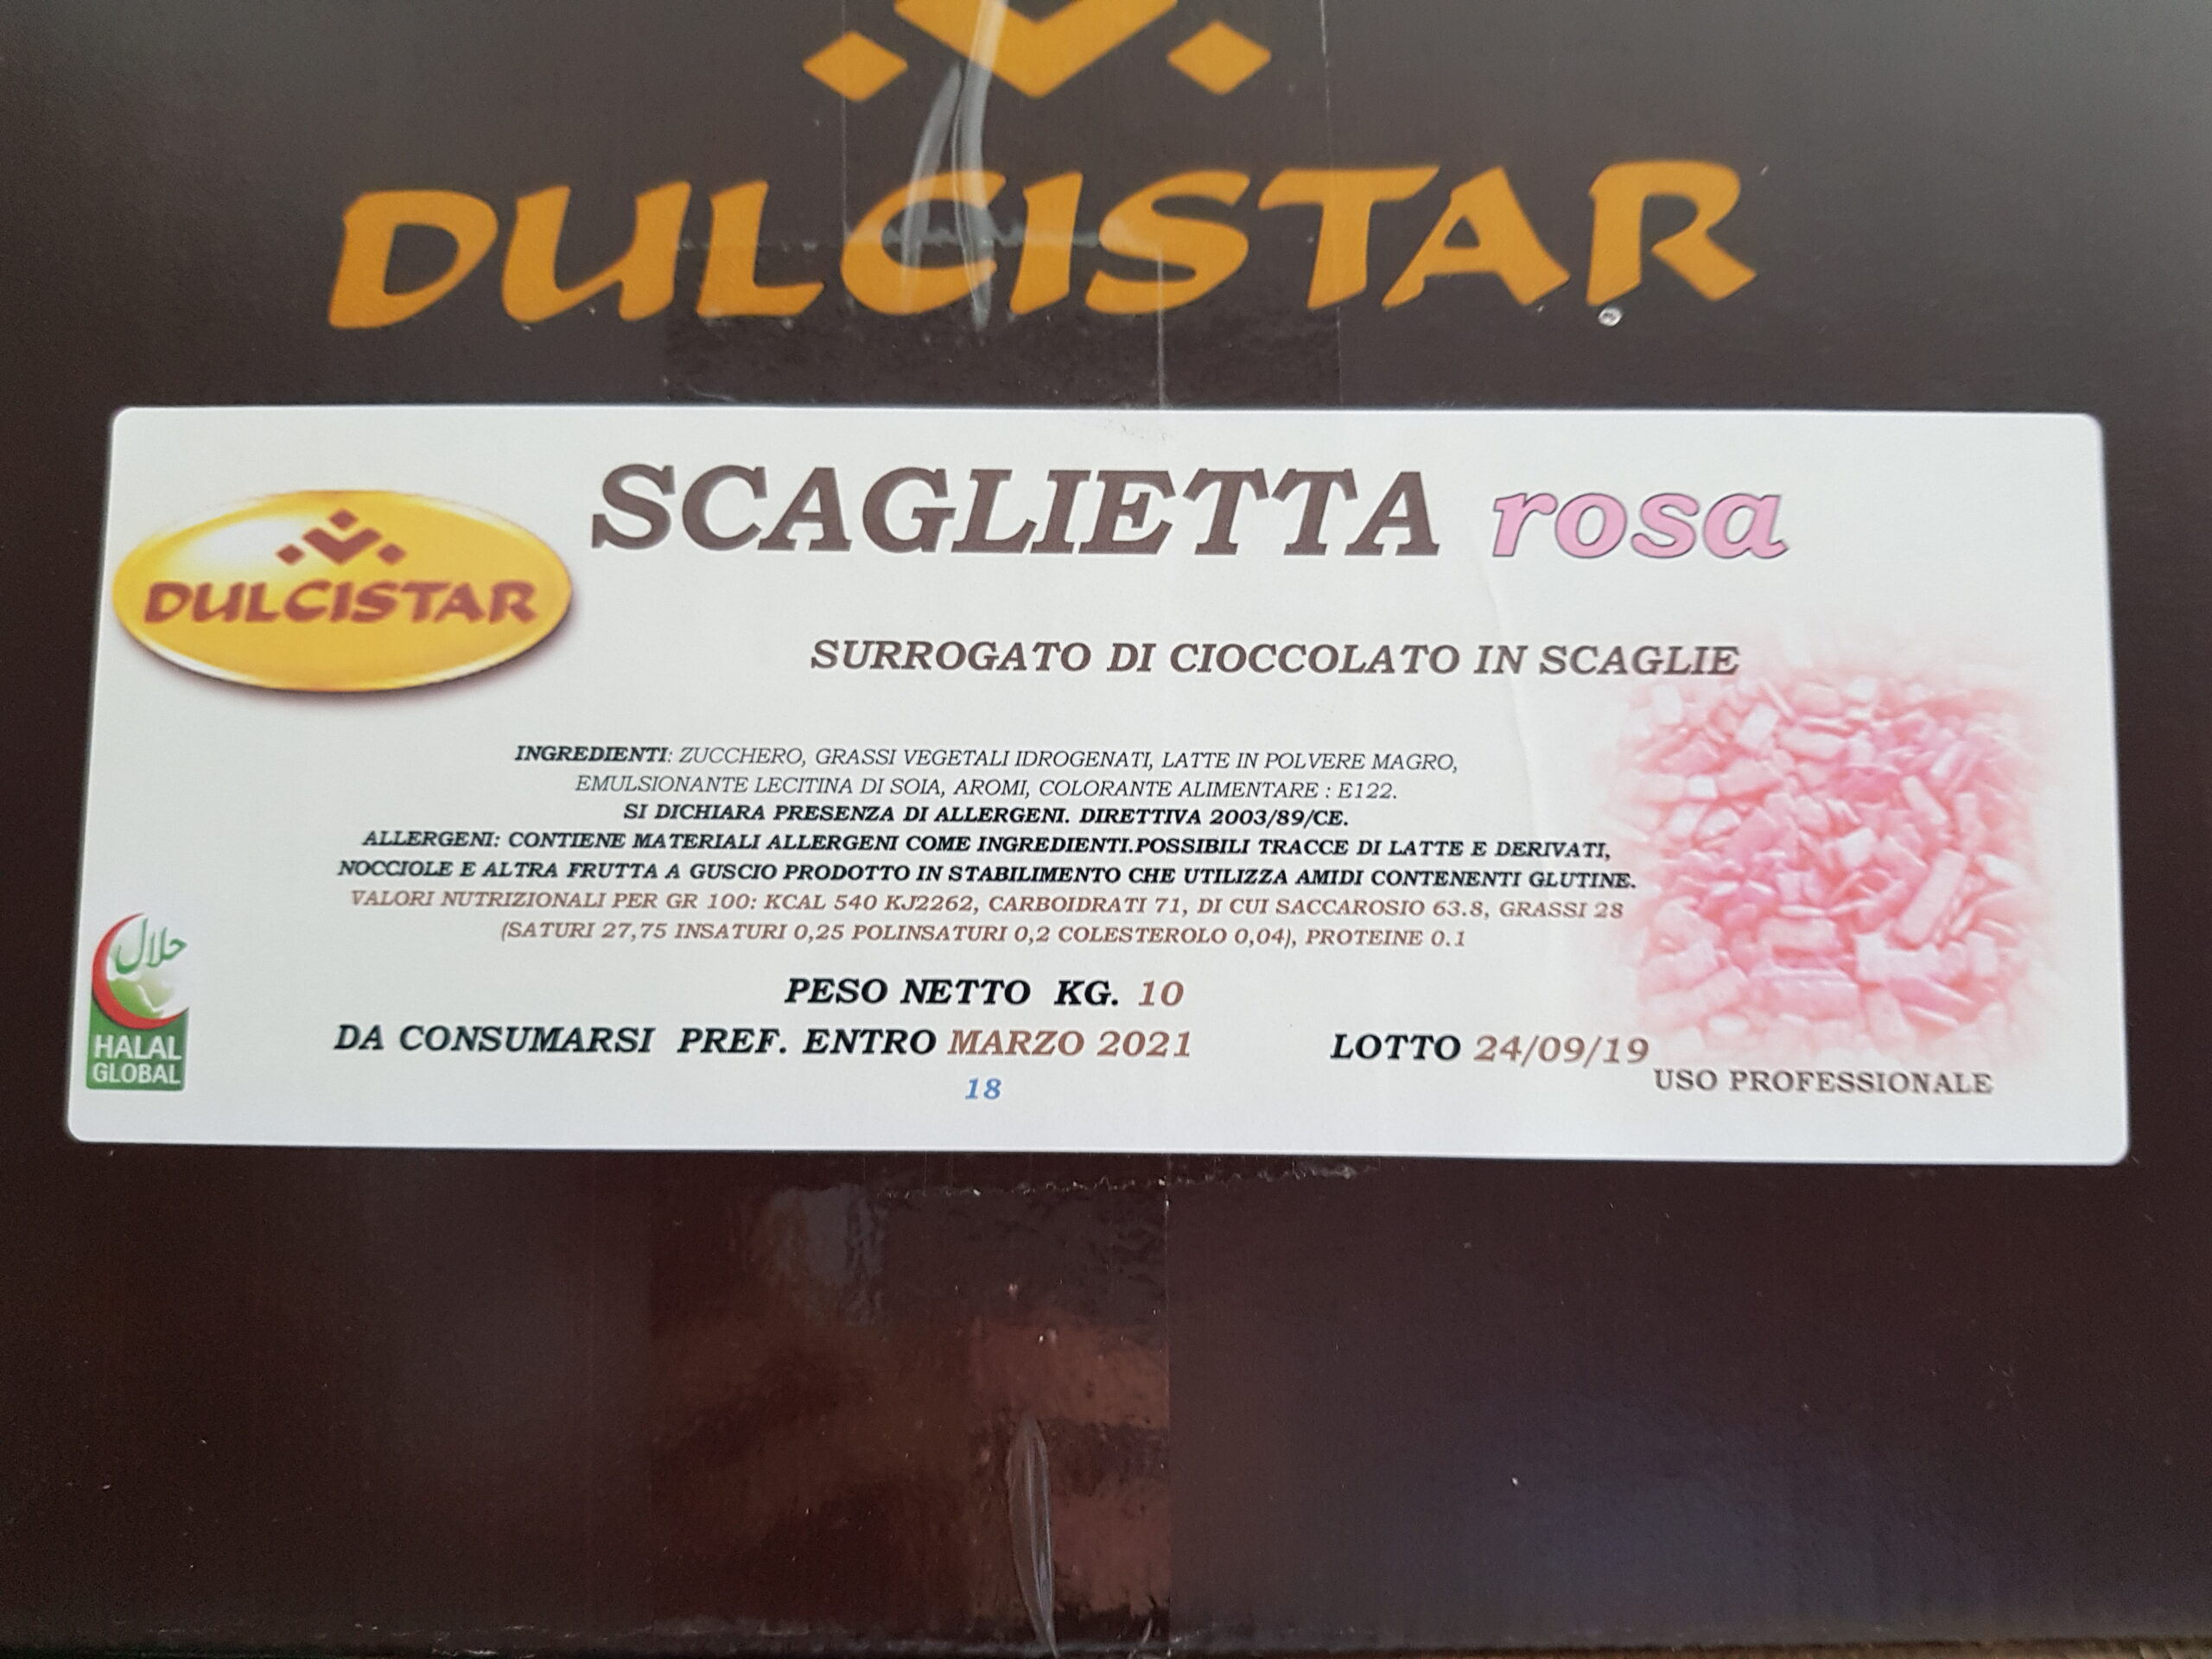 DULCISTAR
SCAGLIETTA rosa
DULCISTAR
SURROGATO DI CIOCCOLATO IN SCAGLIE
INGREDIENTI: ZUCCHERO, GRASSI VEGETALI IDROGENATI, LATTE IN POLVERE MAGRO,
EMULSIONANTE LECITINA DI SOIA, AROMI, COLORANTE ALIMENTARE : E122.
SI DICHIARA PRESENZA DI ALLERGENI. DIRETTIVA 2003/89/CE.
ALLERGENI: CONTIENE MATERIALI ALLERGENI COME INGREDIENTI.POSSIBILI TRACCE DI LATTE E DERIVATI,
NOCCIOLE E ALTRA FRUTTA A GUSCIO PRODOTTO IN STABILIMENTO CHE UTILIZZA AMIDI CONTENENTI GLUTINE.
VALORI NUTRIZIONALI PER GR 100: KCAL 540 KJ2262, CARBOIDRATI 71, DI CUI SACCAROSIO 63.8, GRASSI 28
(SATURI 27,75 INSATURI 0,25 POLINSATURI 0,2 COLESTEROLO 0,04), PROTEINE 0.1
حلال
HALAL
GLOBAL
PESO NETTO KG. 10
DA CONSUMARSI PREF. ENTRO MARZO 2021
LOTTO 24/09/19
18
USO PROFESSIONALE